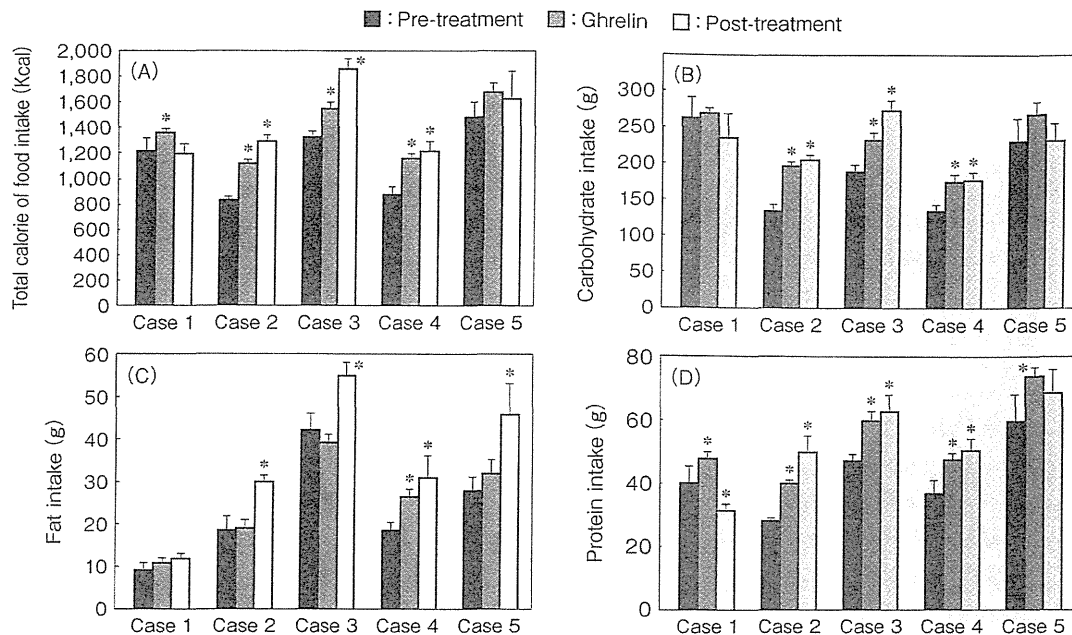 ■ : Pre-treatment ■ : Ghrelin □ : Post-treatment
(A)
Total calorie of food intake (Kcal)
2,000
1,800
1,600
1,400
1,200
1,000
800
600
400
200
0
* * * * * * *
Case 1 Case 2 Case 3 Case 4 Case 5
(B)
Carbohydrate intake (g)
300
250
200
150
100
50
0
* * * * * *
Case 1 Case 2 Case 3 Case 4 Case 5
(C)
Fat intake (g)
60
50
40
30
20
10
0
* * * * *
Case 1 Case 2 Case 3 Case 4 Case 5
(D)
Protein intake (g)
80
60
40
20
0
* * * * * * * * *
Case 1 Case 2 Case 3 Case 4 Case 5